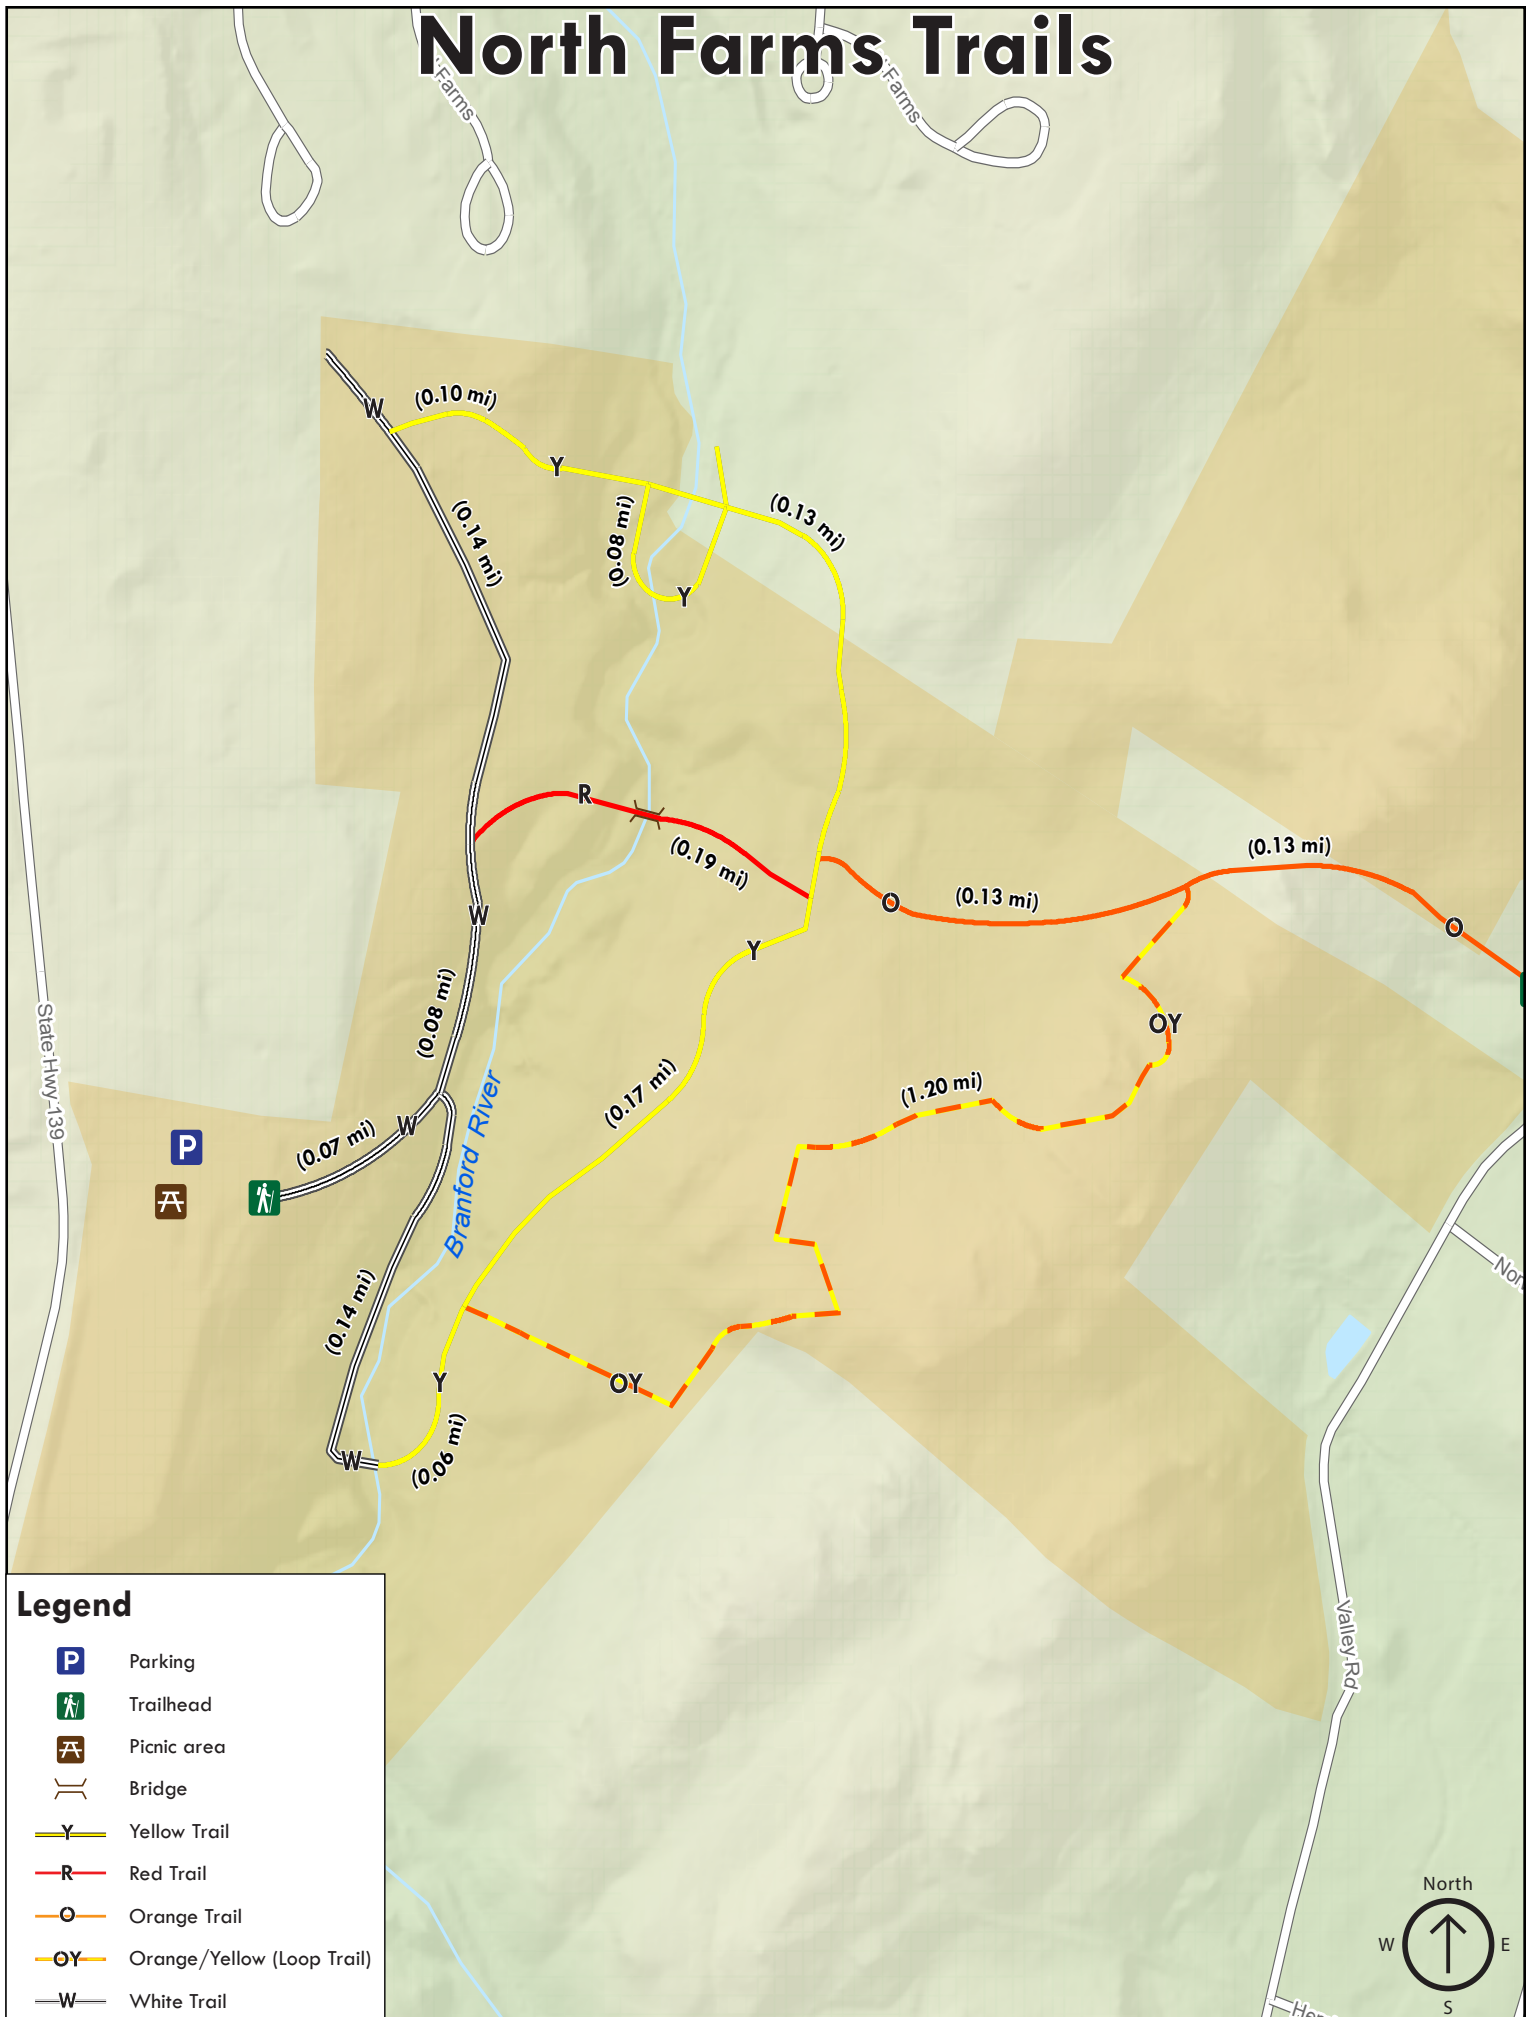 North Farms Trails
Farms
Farms
W
(0.10 mi)
Y
(0.14 mi)
(0.08 mi)
Y
(0.13 mi)
R
(0.19 mi)
(0.13 mi)
O
(0.13 mi)
O
W
Y
(0.08 mi)
State Hwy 139
OY
(0.17 mi)
(1.20 mi)
Branford River
P
(0.07 mi)
W
(0.14 mi)
Y
OY
W
(0.06 mi)
Valley Rd
Legend
P Parking
Trailhead
Picnic area
Bridge
Y Yellow Trail
R Red Trail
O Orange Trail
OY Orange/Yellow (Loop Trail)
W White Trail
North
W E
S